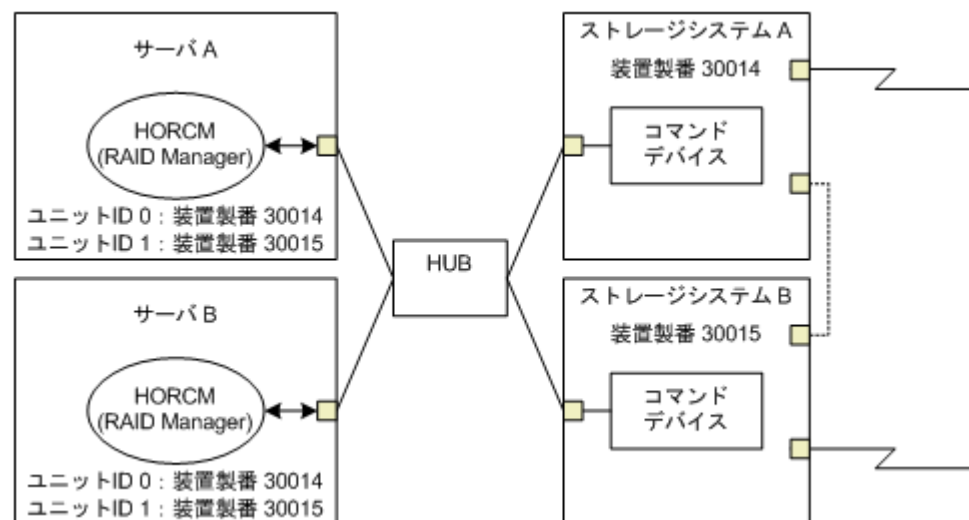 サーバ A
HORCM
(RAID Manager)
ユニットID 0：装置製番 30014
ユニットID 1：装置製番 30015
サーバ B
HORCM
(RAID Manager)
ユニットID 0：装置製番 30014
ユニットID 1：装置製番 30015
HUB
ストレージシステム A
装置製番 30014
コマンド
デバイス
ストレージシステム B
装置製番 30015
コマンド
デバイス